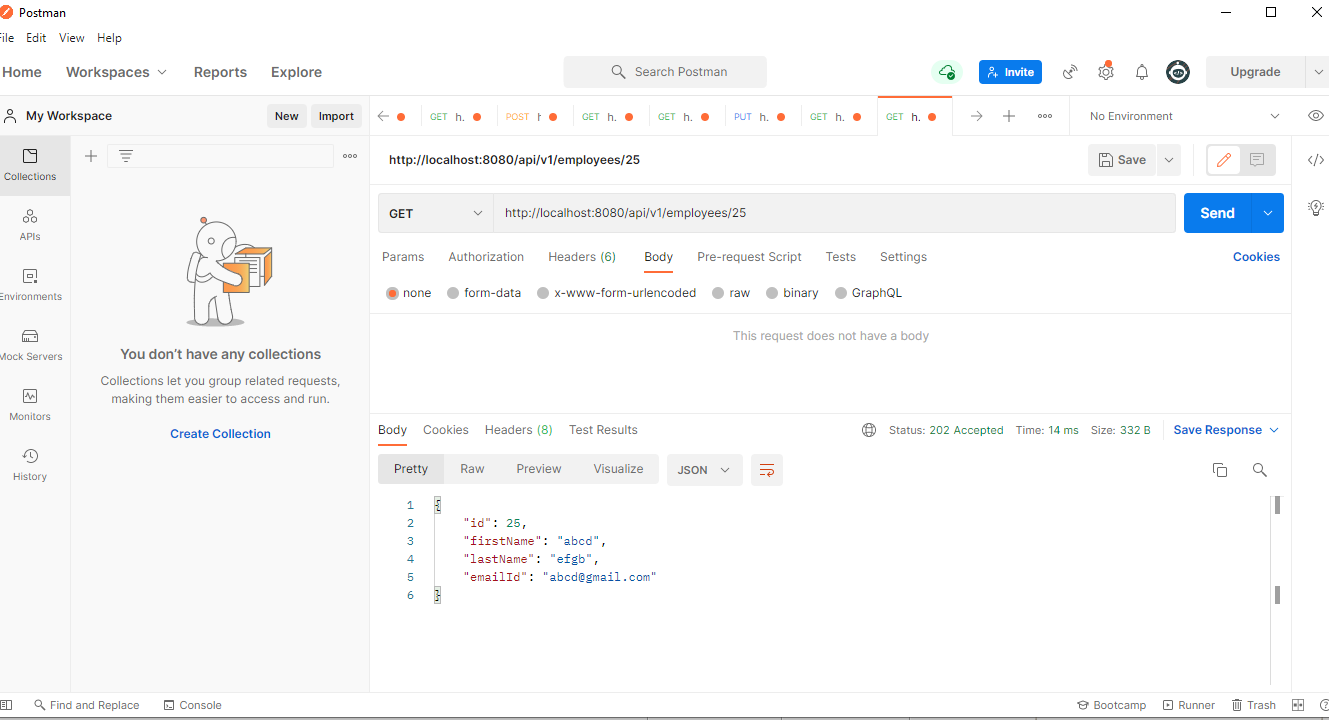 Postman
File Edit View Help
Home Workspaces Reports Explore Search Postman Invite Upgrade
My Workspace New Import GET h. POST h GET h. GET h. PUT h. GET h. GET h. No Environment
Collections
APIs
Environments
Mock Servers
Monitors
History
You don't have any collections
Collections let you group related requests,
making them easier to access and run.
Create Collection
http://localhost:8080/api/v1/employees/25 Save
GET http://localhost:8080/api/v1/employees/25 Send
Params Authorization Headers (6) Body Pre-request Script Tests Settings Cookies
none form-data x-www-form-urlencoded raw binary GraphQL
This request does not have a body
Body Cookies Headers (8) Test Results Status: 202 Accepted Time: 14 ms Size: 332 B Save Response
Pretty Raw Preview Visualize JSON
1 {
2 "id": 25,
3 "firstName": "abcd",
4 "lastName": "efgb",
5 "emailId": "abcd@gmail.com"
6 }
Find and Replace Console Bootcamp Runner Trash